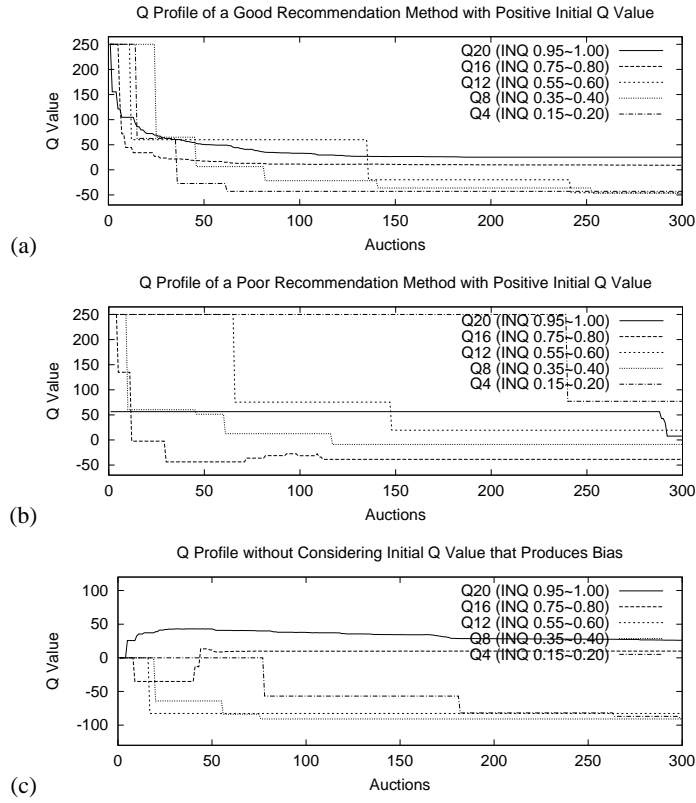 Q Profile of a Good Recommendation Method with Positive Initial Q Value
Q20 (INQ 0.95~1.00)
Q16 (INQ 0.75~0.80)
Q12 (INQ 0.55~0.60)
Q8 (INQ 0.35~0.40)
Q4 (INQ 0.15~0.20)
250
200
150
100
50
0
-50
Q Value
0 50 100 150 200 250 300
Auctions
(a)
Q Profile of a Poor Recommendation Method with Positive Initial Q Value
Q20 (INQ 0.95~1.00)
Q16 (INQ 0.75~0.80)
Q12 (INQ 0.55~0.60)
Q8 (INQ 0.35~0.40)
Q4 (INQ 0.15~0.20)
250
200
150
100
50
0
-50
Q Value
0 50 100 150 200 250 300
Auctions
(b)
Q Profile without Considering Initial Q Value that Produces Bias
Q20 (INQ 0.95~1.00)
Q16 (INQ 0.75~0.80)
Q12 (INQ 0.55~0.60)
Q8 (INQ 0.35~0.40)
Q4 (INQ 0.15~0.20)
100
50
0
-50
-100
Q Value
0 50 100 150 200 250 300
Auctions
(c)